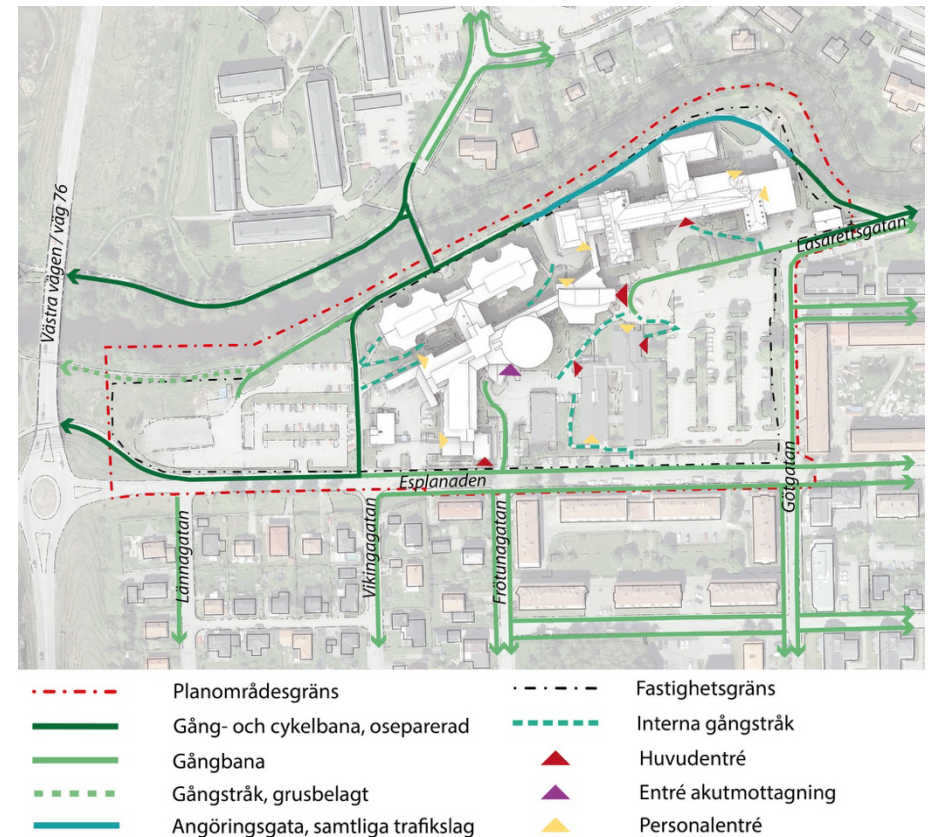 Västra vägen / väg 76
Lasarettsgatan
Esplanaden
Götgatan
Lännagatan
Vikingagatan
Frötunagatan
Planområdesgräns
Fastighetsgräns
Gång- och cykelbana, oseparerad
Interna gångstråk
Gångbana
Huvudentré
Gångstråk, grusbelagt
Entré akutmottagning
Angöringsgata, samtliga trafikslag
Personalentré